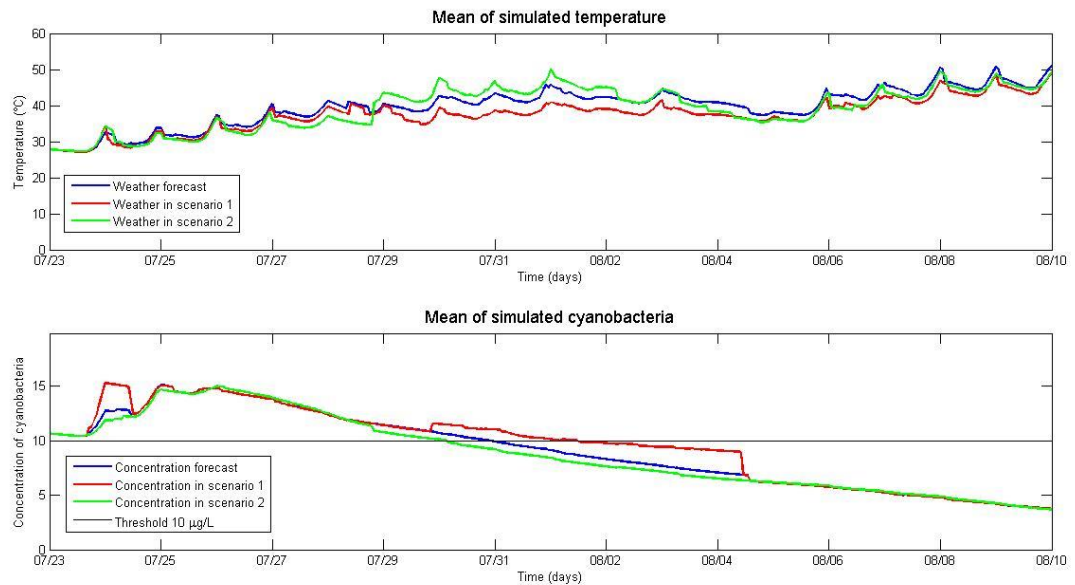 Mean of simulated temperature
Temperature (°C)
60
50
40
30
20
10
0
Weather forecast
Weather in scenario 1
Weather in scenario 2
07/23 07/25 07/27 07/29 07/31 08/02 08/04 08/06 08/08 08/10
Time (days)
Mean of simulated cyanobacteria
Concentration of cyanobacteria
15
10
5
0
Concentration forecast
Concentration in scenario 1
Concentration in scenario 2
Threshold 10 µg/L
07/23 07/25 07/27 07/29 07/31 08/02 08/04 08/06 08/08 08/10
Time (days)